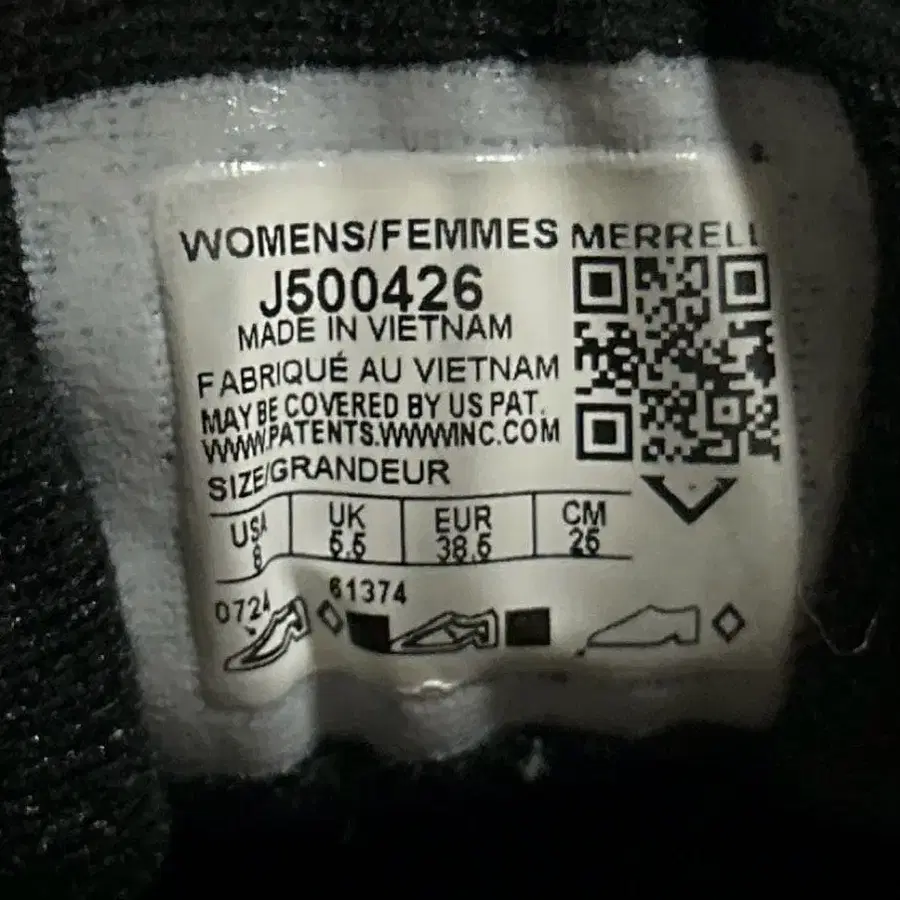 WOMENS/FEMMES MERRELL
J500426
MADE IN VIETNAM
FABRIQUÉ AU VIETNAM
MAY BE COVERED BY US PAT.
WWW.PATENTS.WWWINC.COM
SIZE/GRANDEUR
USA UK EUR CM
8 5.5 38.5 25
0724 61374